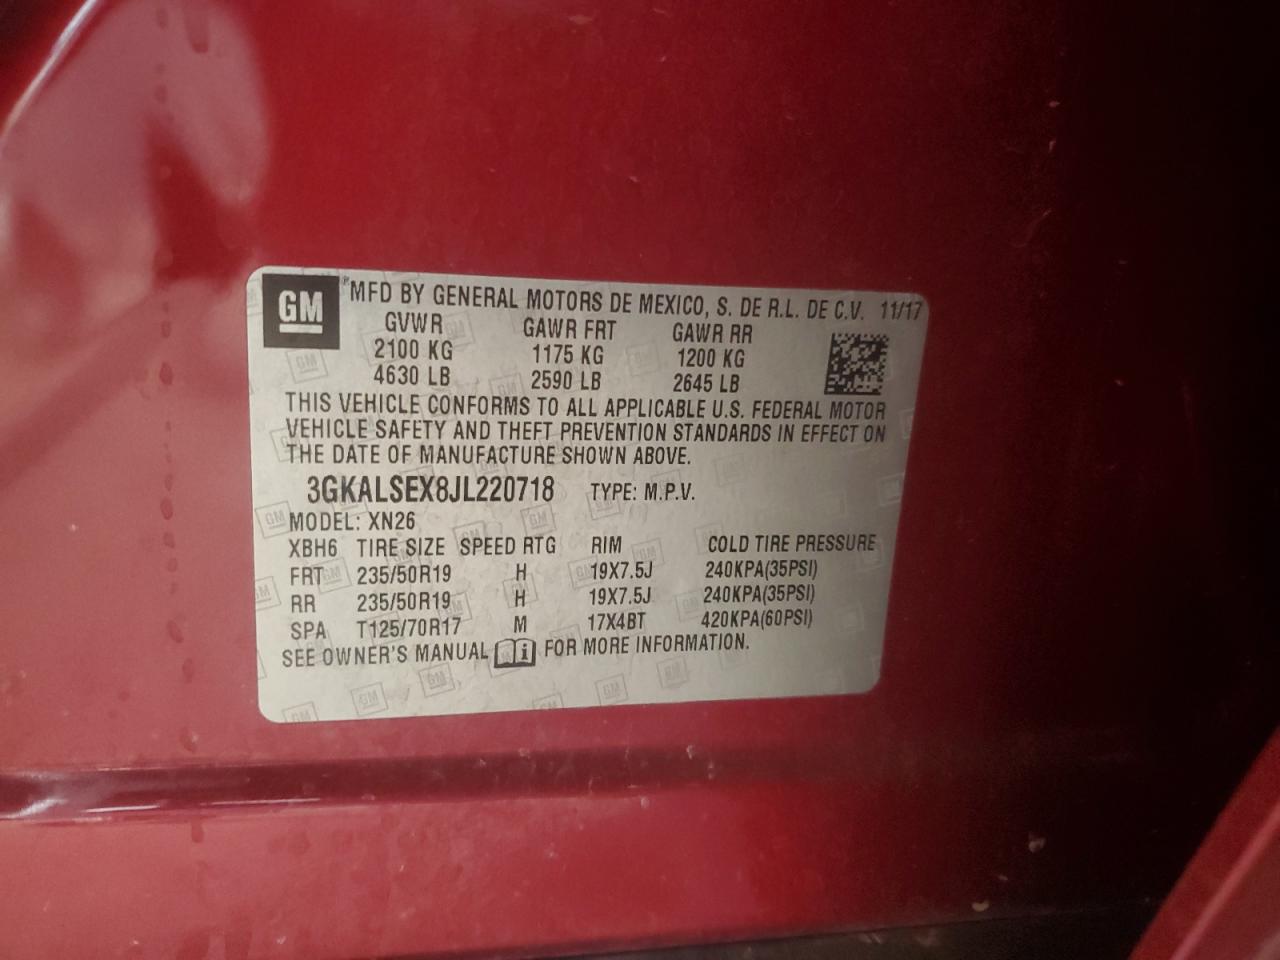 GM® MFD BY GENERAL MOTORS DE MEXICO, S. DE R.L. DE C.V. 11/17
GVWR GAWR FRT GAWR RR
2100 KG 1175 KG 1200 KG
4630 LB 2590 LB 2645 LB
THIS VEHICLE CONFORMS TO ALL APPLICABLE U.S. FEDERAL MOTOR
VEHICLE SAFETY AND THEFT PREVENTION STANDARDS IN EFFECT ON
THE DATE OF MANUFACTURE SHOWN ABOVE.
3GKALSEX8JL220718 TYPE: M.P.V.
MODEL: XN26
XBH6 TIRE SIZE SPEED RTG RIM COLD TIRE PRESSURE
FRT 235/50R19 H 19X7.5J 240KPA(35PSI)
RR 235/50R19 H 19X7.5J 240KPA(35PSI)
SPA T125/70R17 M 17X4BT 420KPA(60PSI)
SEE OWNER'S MANUAL FOR MORE INFORMATION.